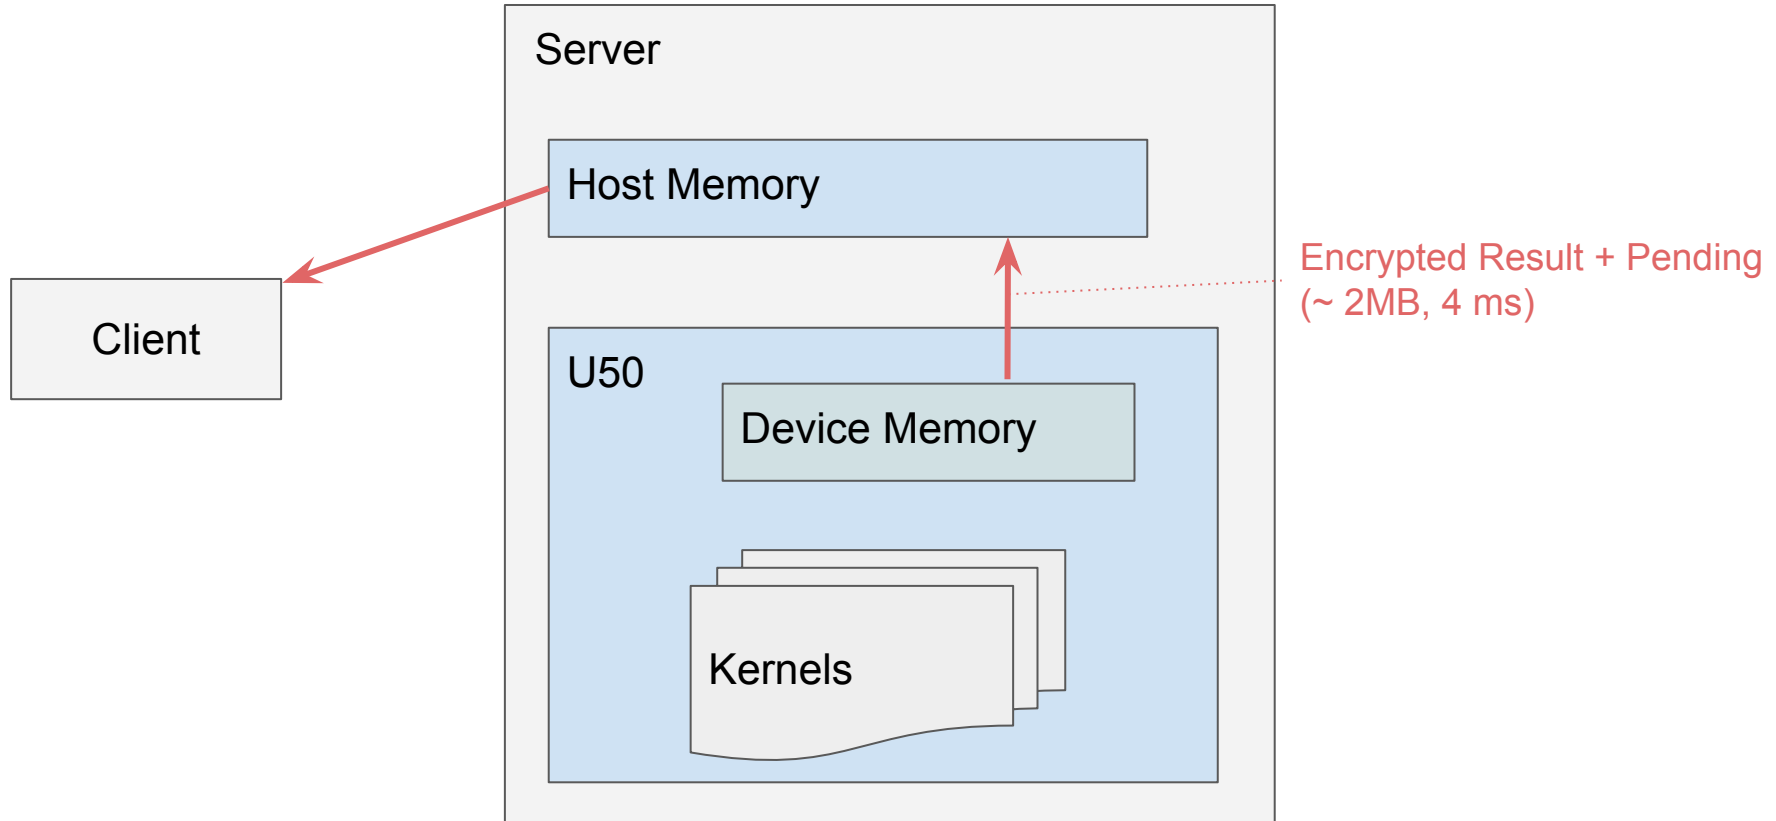 Server
Host Memory
Encrypted Result + Pending
(~ 2MB, 4 ms)
Client
U50
Device Memory
Kernels